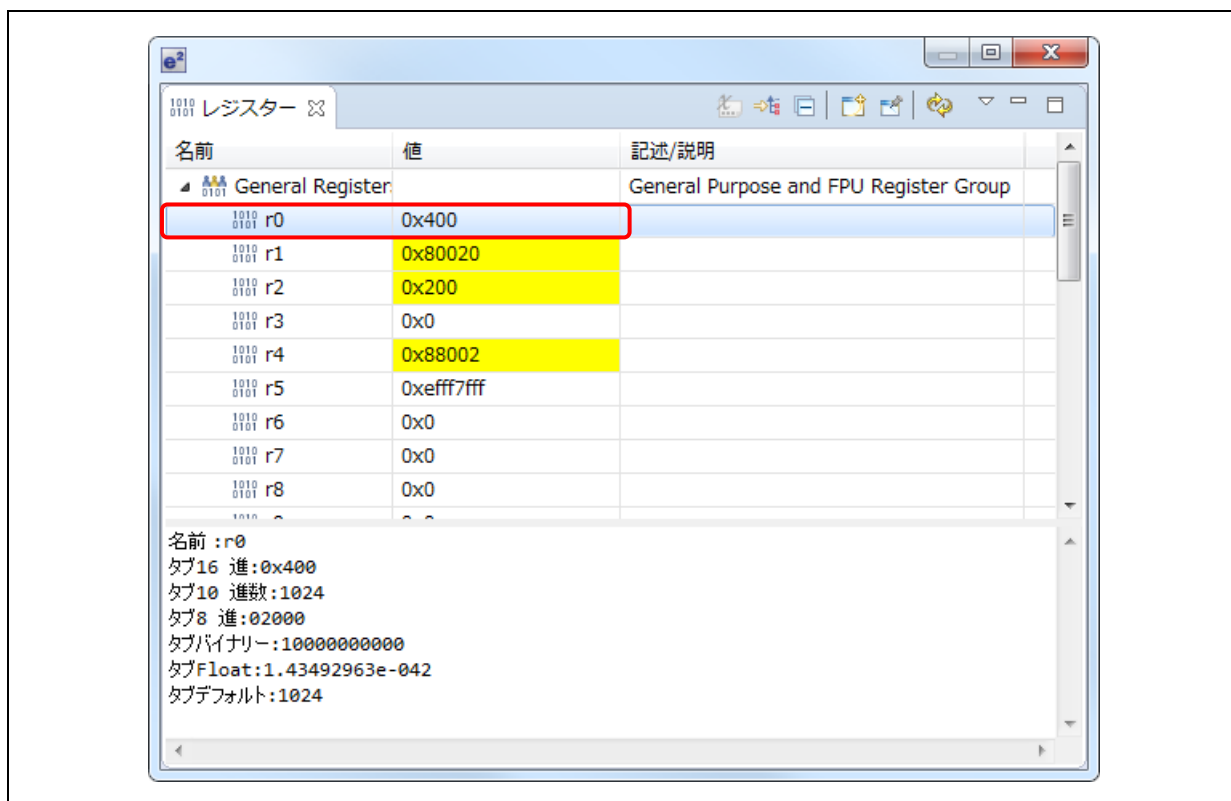 e²
レジスター
名前 値 記述/説明
General Register General Purpose and FPU Register Group
r0 0x400
r1 0x80020
r2 0x200
r3 0x0
r4 0x88002
r5 0xefff7fff
r6 0x0
r7 0x0
r8 0x0
名前 :r0
タブ16 進:0x400
タブ10 進数:1024
タブ8 進:02000
タブバイナリー:10000000000
タブFloat:1.43492963e-042
タブデフォルト:1024